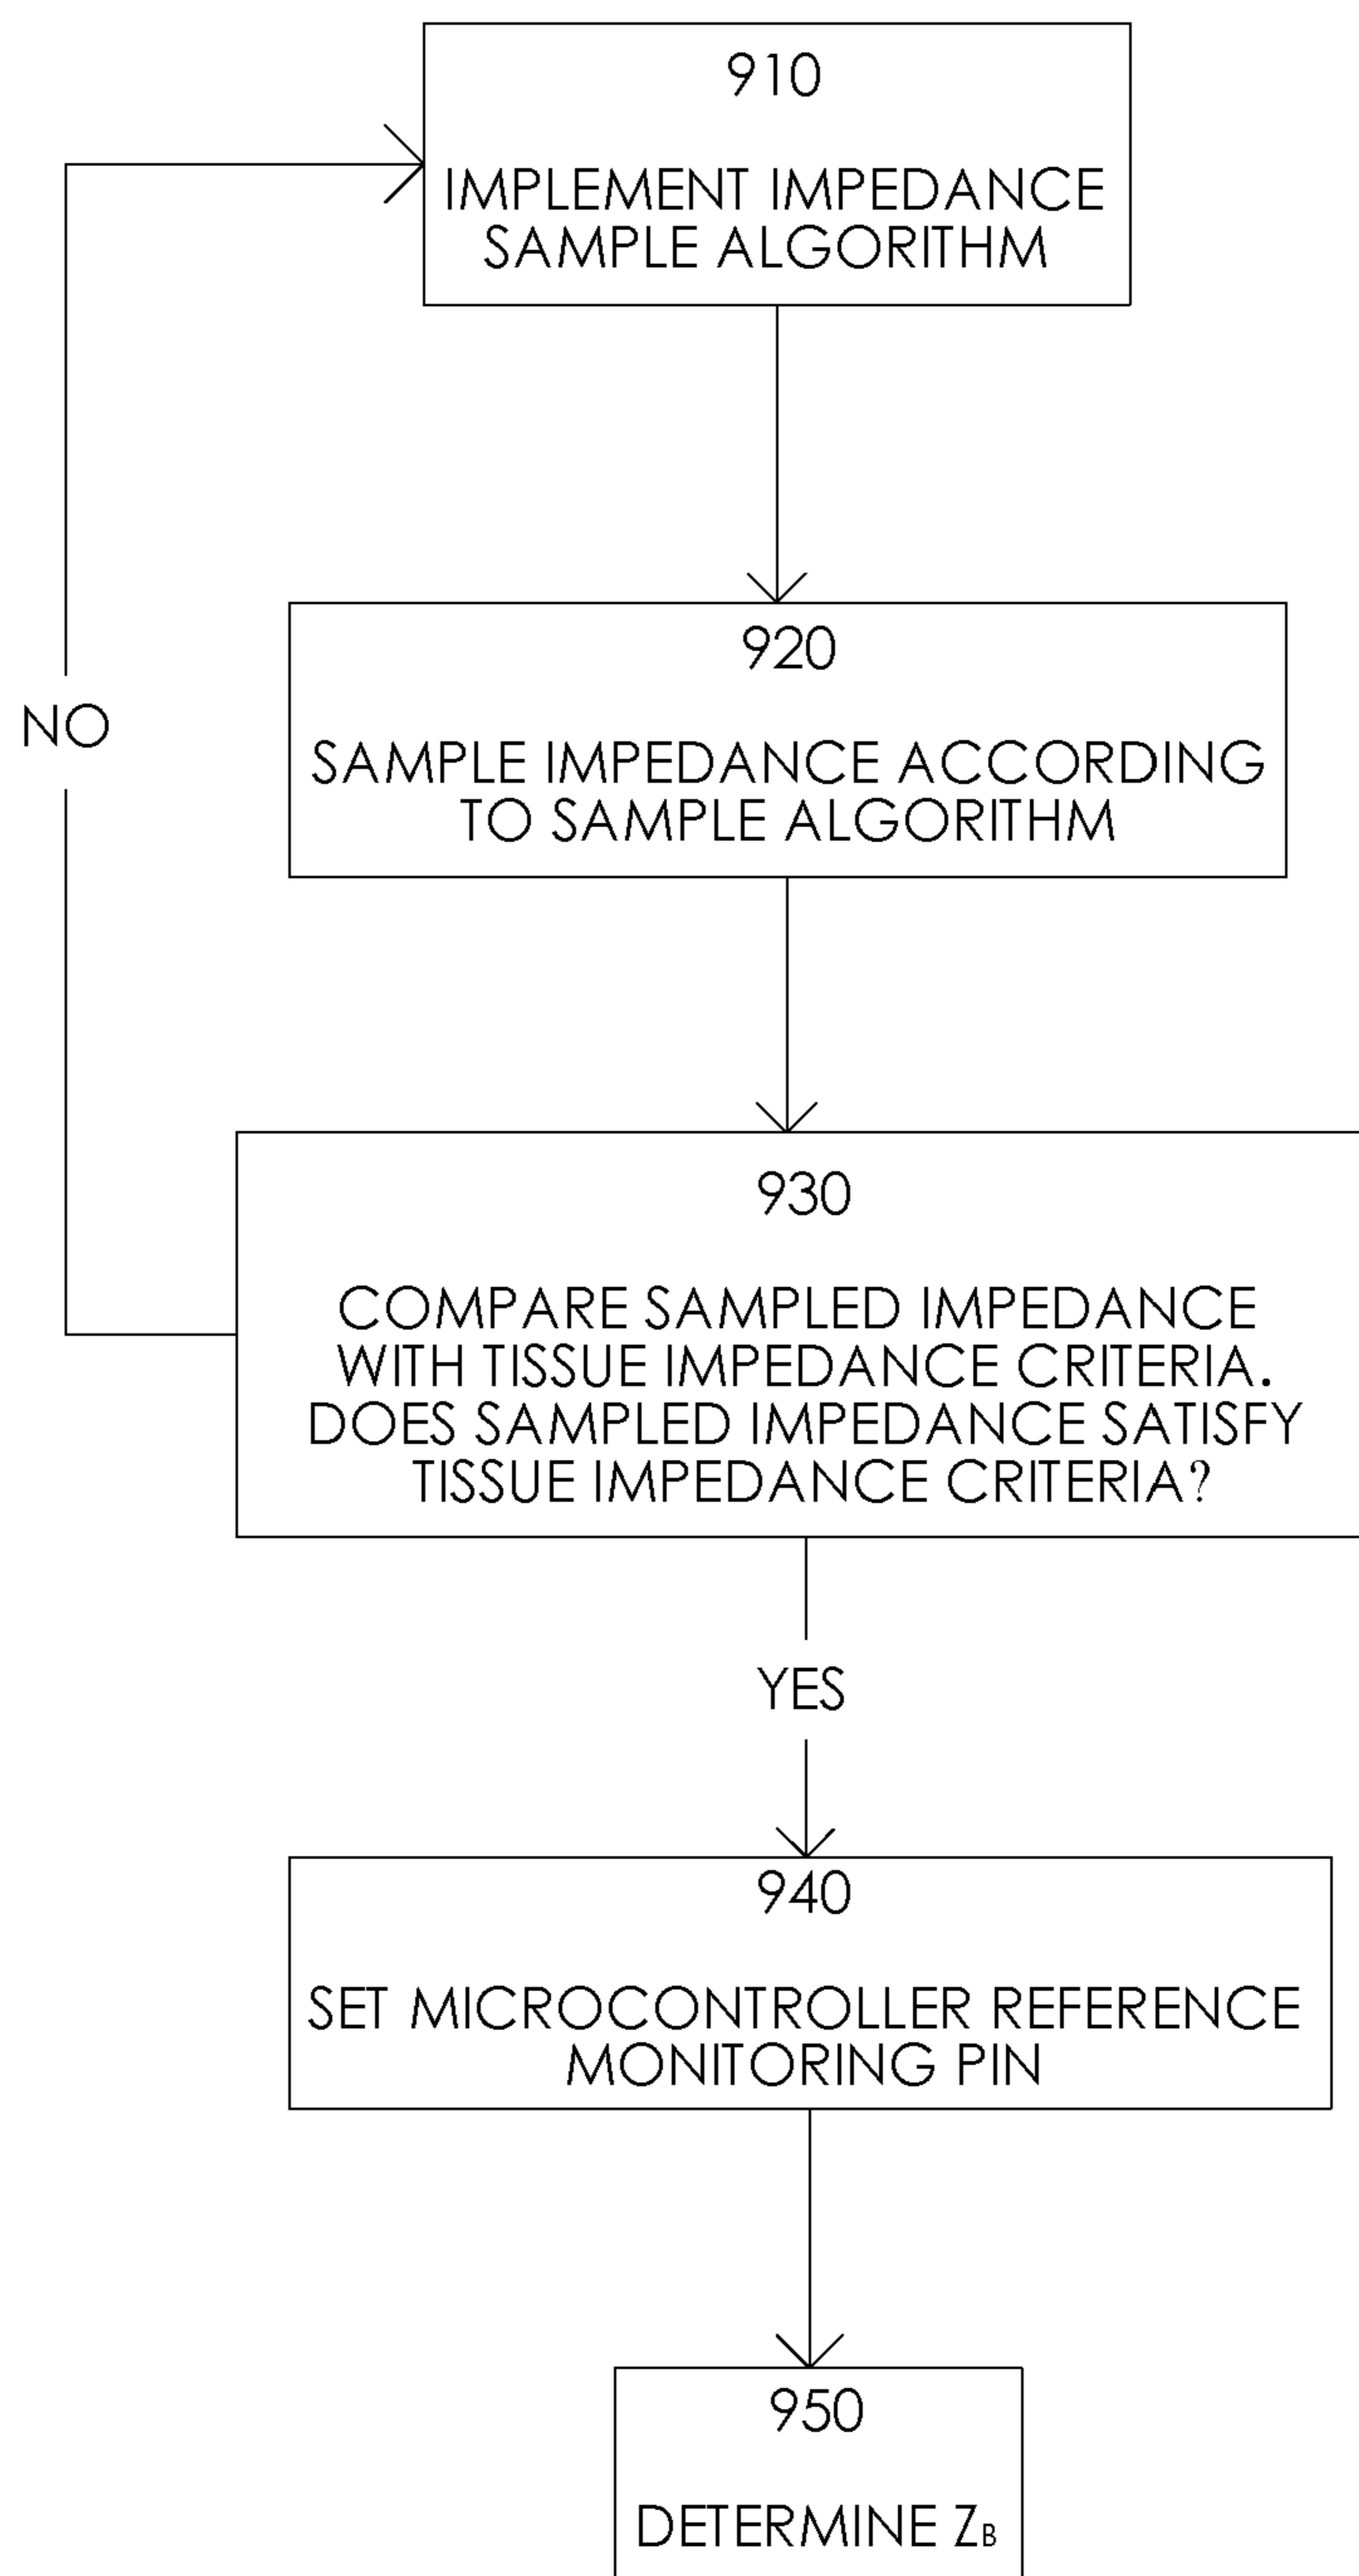 910
IMPLEMENT IMPEDANCE
SAMPLE ALGORITHM
920
SAMPLE IMPEDANCE ACCORDING
TO SAMPLE ALGORITHM
NO
930
COMPARE SAMPLED IMPEDANCE
WITH TISSUE IMPEDANCE CRITERIA.
DOES SAMPLED IMPEDANCE SATISFY
TISSUE IMPEDANCE CRITERIA?
YES
940
SET MICROCONTROLLER REFERENCE
MONITORING PIN
950
DETERMINE ZB